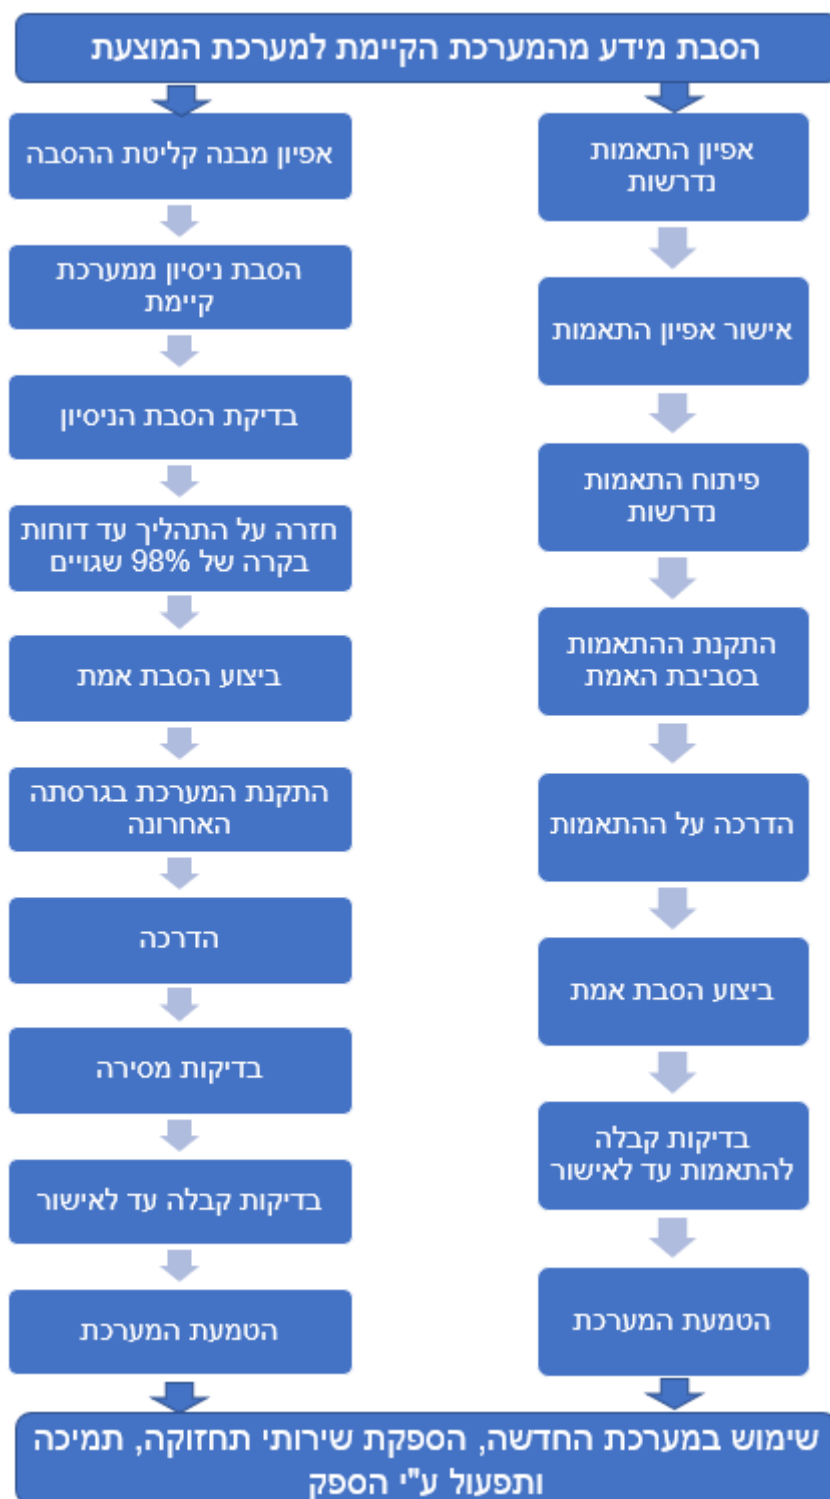 הסבת מידע מהמערכת הקיימת למערכת המוצעת
אפיון התאמות
נדרשות
אישור אפיון התאמות
פיתוח התאמות
נדרשות
התקנת ההתאמות
בסביבת האמת
הדרכה על ההתאמות
ביצוע הסבת אמת
בדיקות קבלה
להתאמות עד לאישור
הטמעת המערכת
אפיון מבנה קליטת ההסבה
הסבת ניסיון ממערכת
קיימת
בדיקת הסבת הניסיון
חזרה על התהליך עד דוחות
בקרה של 98% שגויים
ביצוע הסבת אמת
התקנת המערכת בגרסתה
האחרונה
הדרכה
בדיקות מסירה
בדיקות קבלה עד לאישור
הטמעת המערכת
שימוש במערכת החדשה, הספקת שירותי תחזוקה, תמיכה
ותפעול ע"י הספק